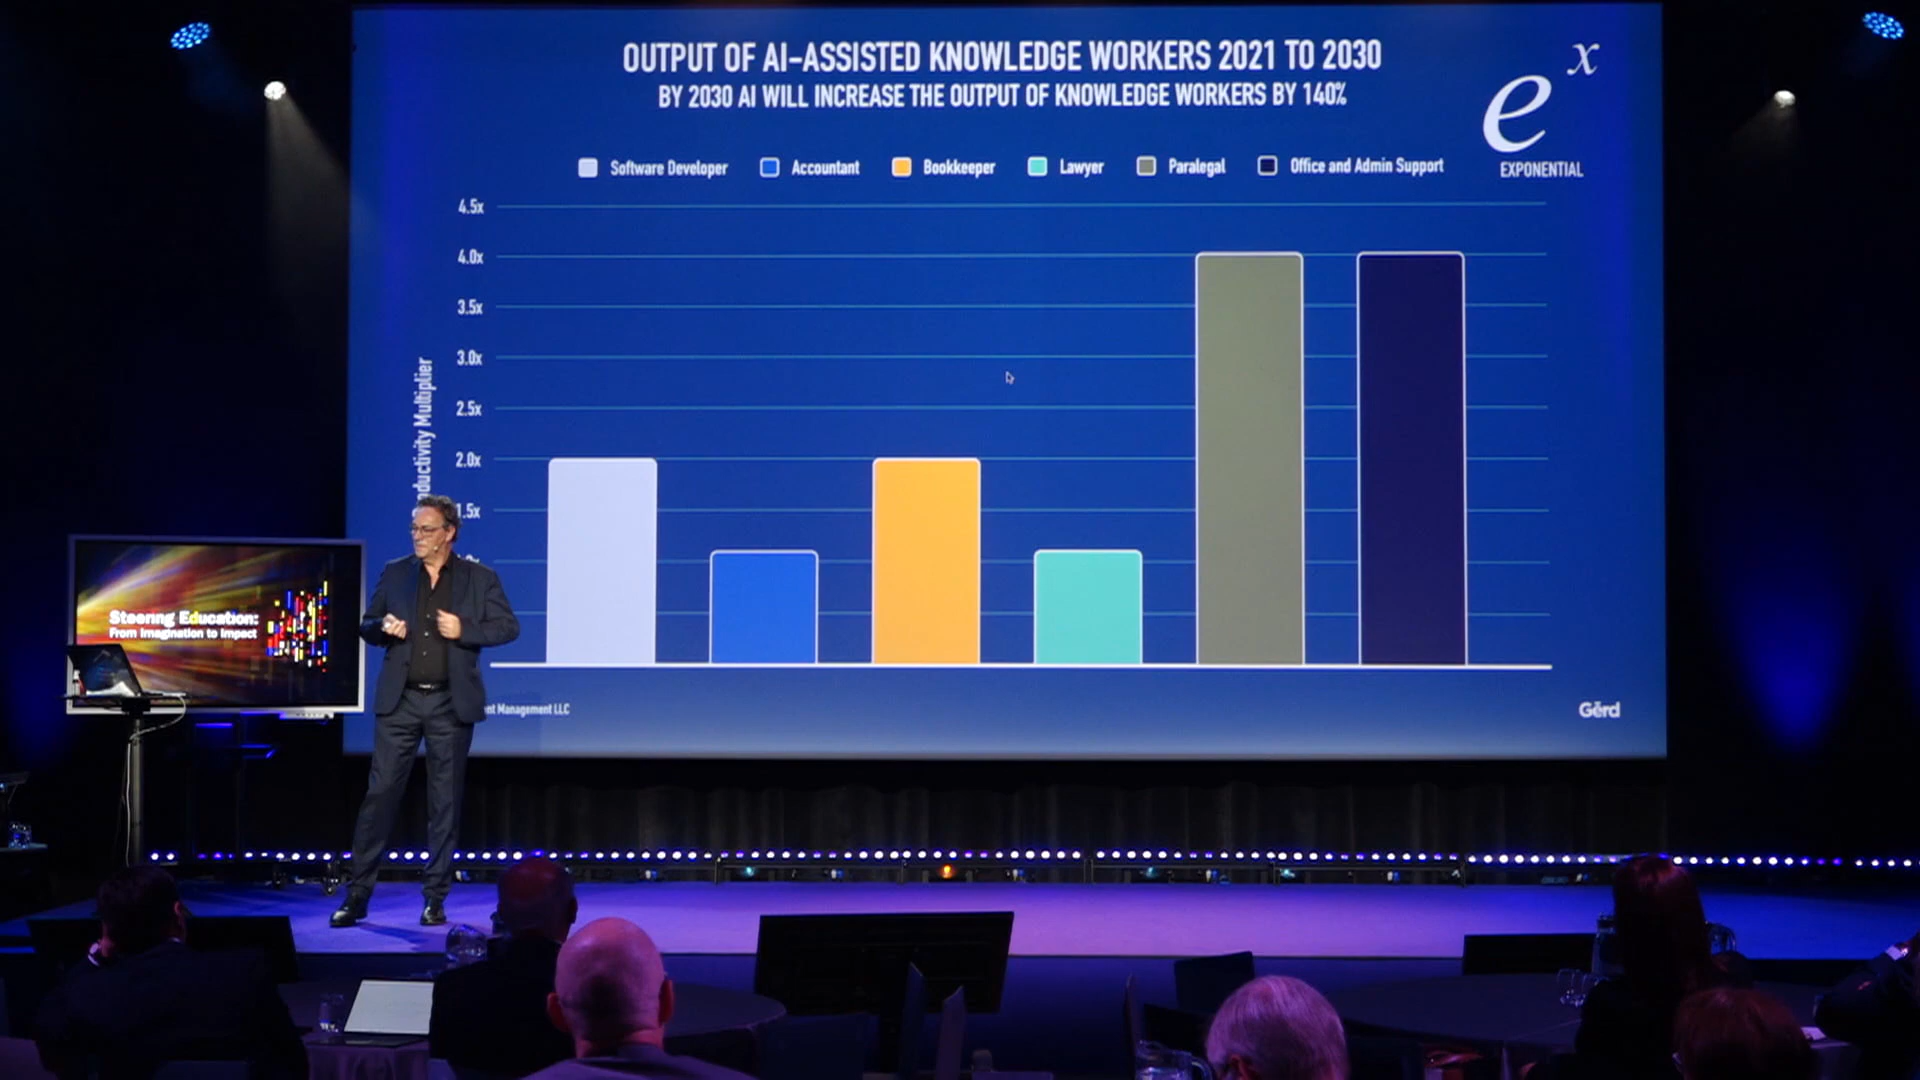 OUTPUT OF AI-ASSISTED KNOWLEDGE WORKERS 2021 TO 2030
BY 2030 AI WILL INCREASE THE OUTPUT OF KNOWLEDGE WORKERS BY 140%
e x
EXPONENTIAL
Software Developer Accountant Bookkeeper Lawyer Paralegal Office and Admin Support
4.5x
4.0x
3.5x
3.0x
2.5x
2.0x
1.5x
Multiplier
Management LLC
Gerd
Steering Education:
From Imagination to Impact